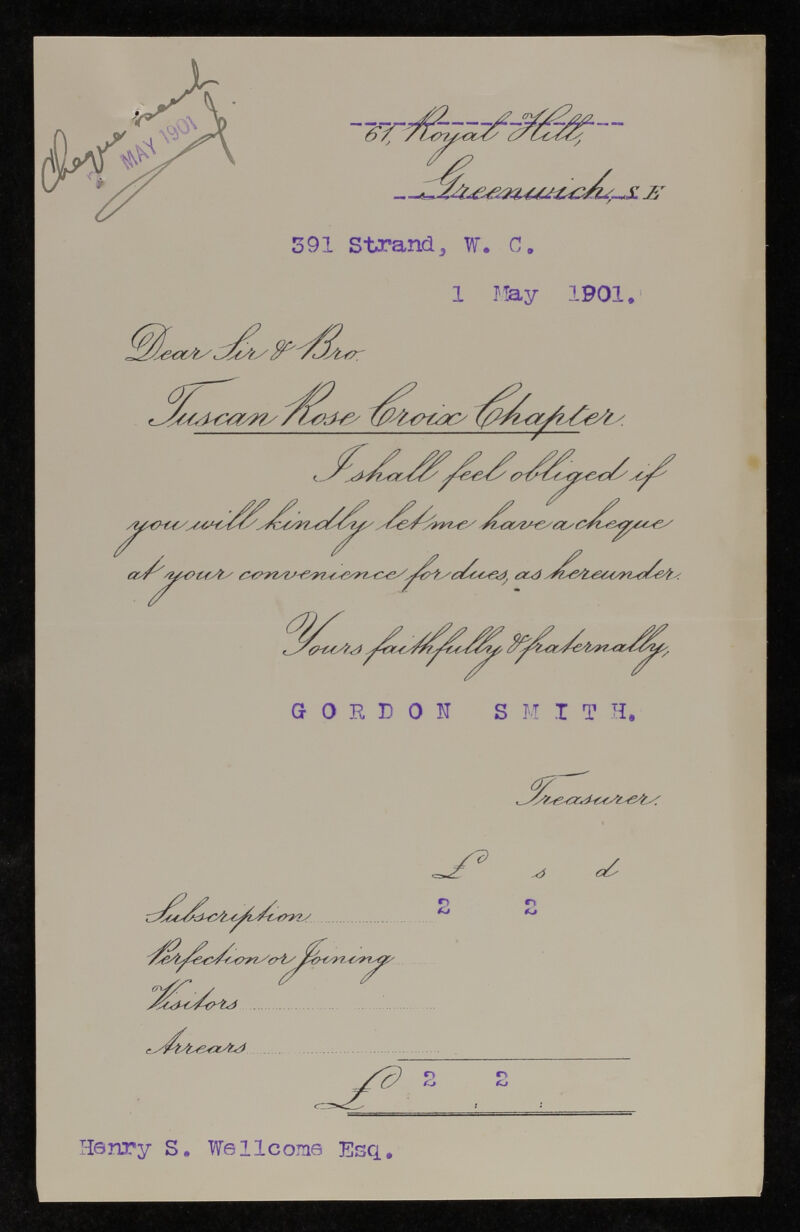 Cheque sent
2 MAY 1901
61, Royal Hill,
Greenwich, S.E
391 Strand, W. C.
1 May 1901.
Dear Sir & Bro.
Tuscan Rose Croix Chapter.
I shall feel obliged if
you will kindly let me have a cheque
at your convenience for dues, as hereunder.
Yours faithfully & fraternally,
GORDON SMITH.
Treasurer.
£ s d
Subscription 2 2
Perfection or Joining
Visitors
Arrears
£ 2 : 2 :
Henry S. Wellcome Esq.